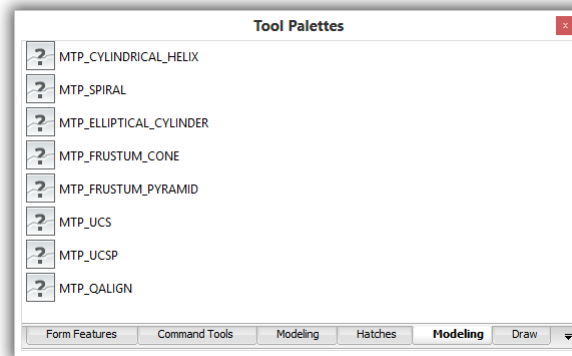 Tool Palettes
x
? MTP_CYLINDRICAL_HELIX
? MTP_SPIRAL
? MTP_ELLIPTICAL_CYLINDER
? MTP_FRUSTUM_CONE
? MTP_FRUSTUM_PYRAMID
? MTP_UCS
? MTP_UCSP
? MTP_QALIGN
Form Features Command Tools Modeling Hatches Modeling Draw